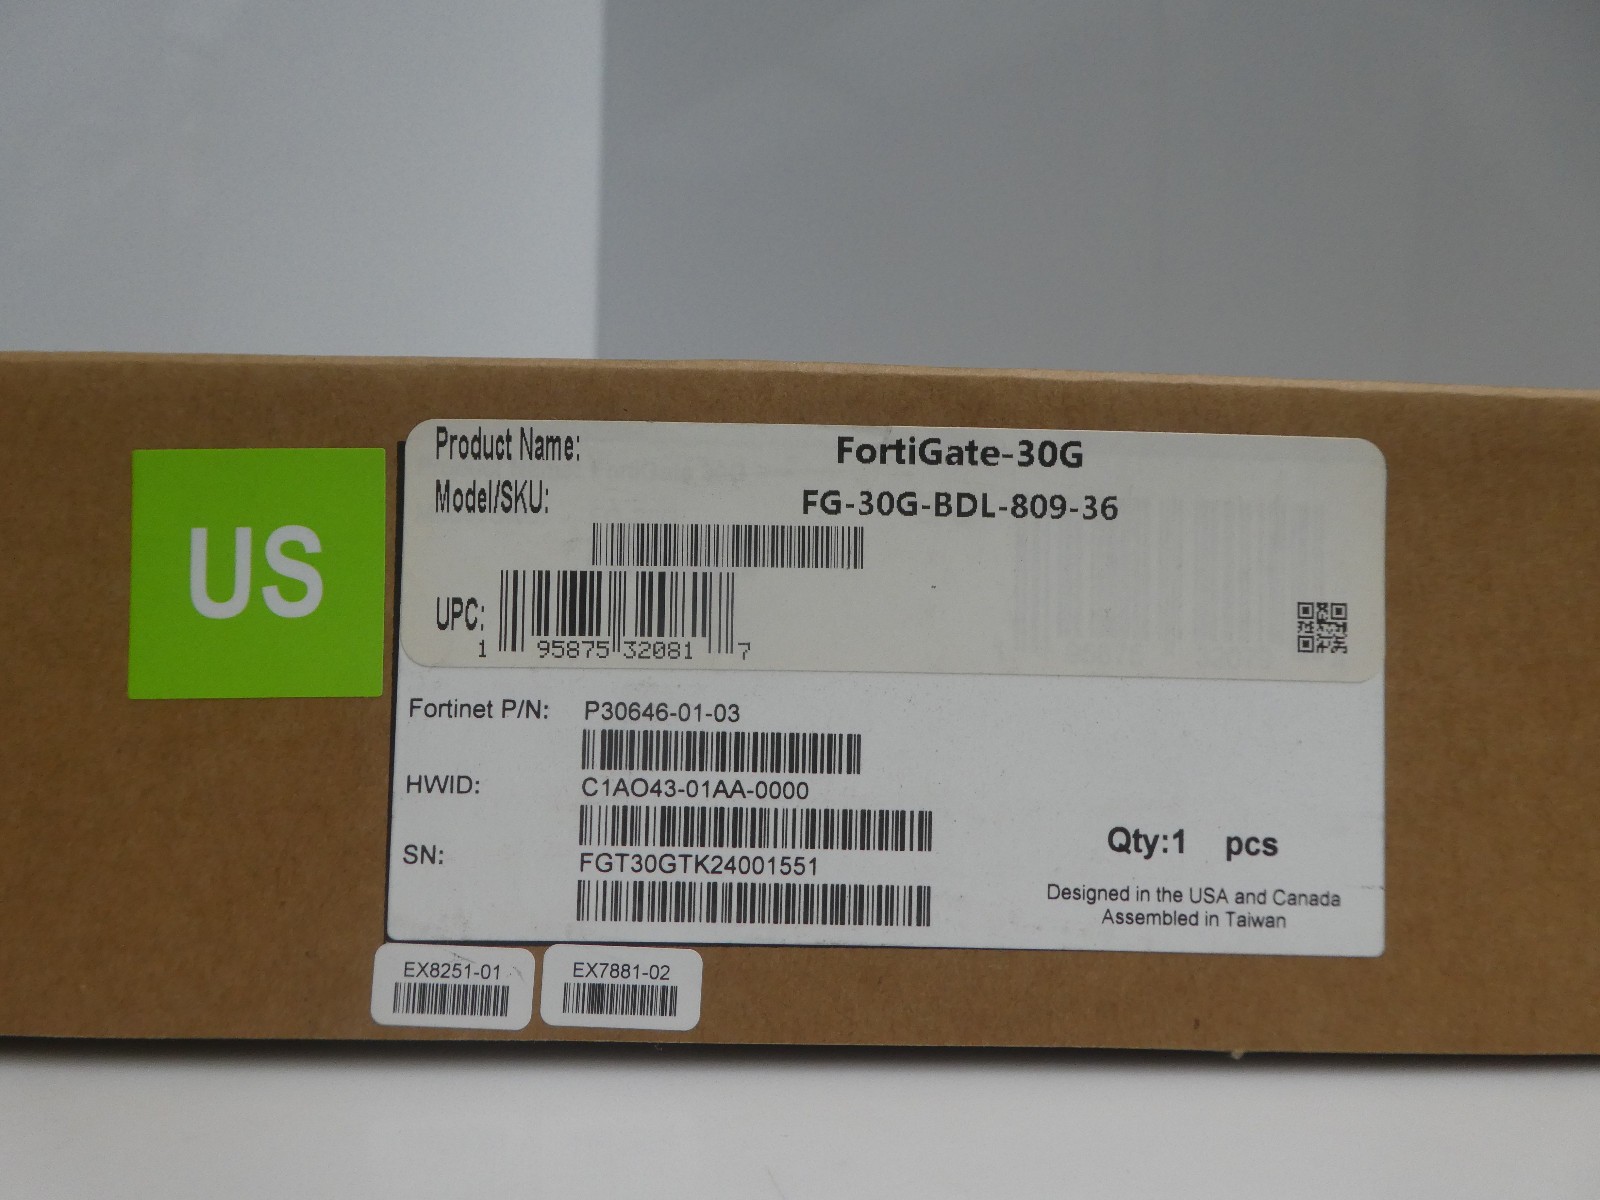 US
Product Name: FortiGate-30G
Model/SKU: FG-30G-BDL-809-36
UPC:
1 95875 32081 7
Fortinet P/N: P30646-01-03
HWID: C1AO43-01AA-0000
SN: FGT30GTK24001551
Qty:1 pcs
Designed in the USA and Canada
Assembled in Taiwan
EX8251-01
EX7881-02